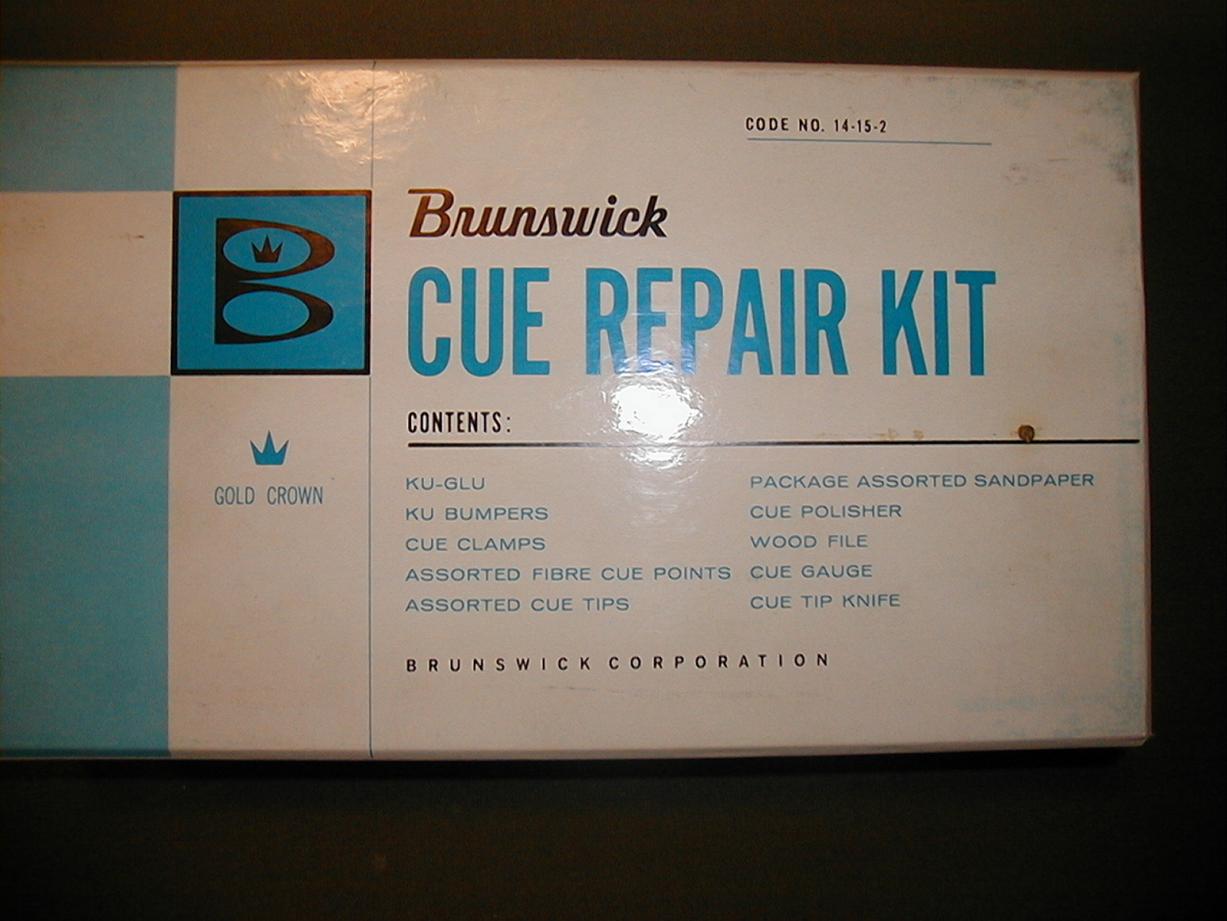 CODE NO. 14-15-2
B
Brunswick
CUE REPAIR KIT
CONTENTS:
GOLD CROWN
KU-GLU
KU BUMPERS
CUE CLAMPS
ASSORTED FIBRE CUE POINTS
ASSORTED CUE TIPS
PACKAGE ASSORTED SANDPAPER
CUE POLISHER
WOOD FILE
CUE GAUGE
CUE TIP KNIFE
BRUNSWICK CORPORATION